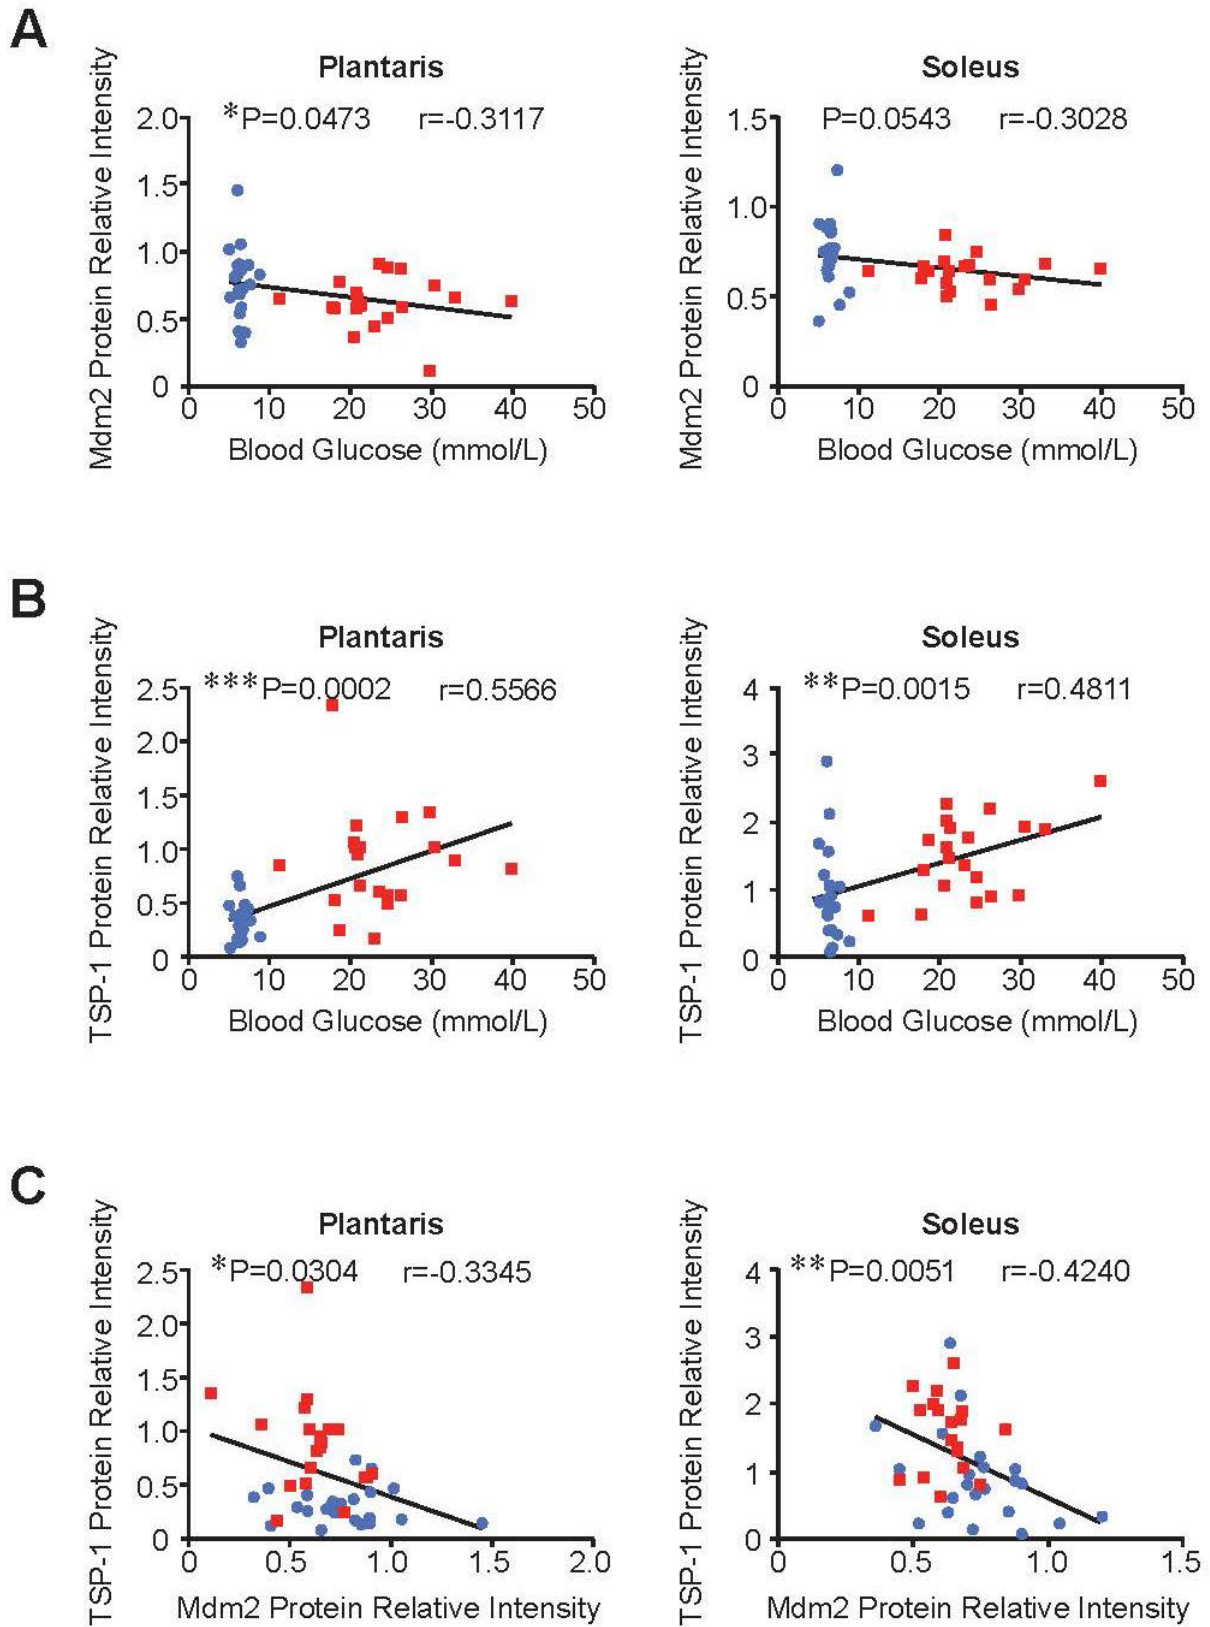 A
Plantaris
Soleus
Mdm2 Protein Relative Intensity
2.0
1.5
1.0
0.5
0
*P=0.0473 r=-0.3117
0 10 20 30 40 50
Blood Glucose (mmol/L)
Mdm2 Protein Relative Intensity
1.5
1.0
0.5
0
P=0.0543 r=-0.3028
0 10 20 30 40 50
Blood Glucose (mmol/L)
B
Plantaris
Soleus
TSP-1 Protein Relative Intensity
2.5
2.0
1.5
1.0
0.5
0
***P=0.0002 r=0.5566
0 10 20 30 40 50
Blood Glucose (mmol/L)
TSP-1 Protein Relative Intensity
4
3
2
1
0
**P=0.0015 r=0.4811
0 10 20 30 40 50
Blood Glucose (mmol/L)
C
Plantaris
Soleus
TSP-1 Protein Relative Intensity
2.5
2.0
1.5
1.0
0.5
0
*P=0.0304 r=-0.3345
0 0.5 1.0 1.5 2.0
Mdm2 Protein Relative Intensity
TSP-1 Protein Relative Intensity
4
3
2
1
0
**P=0.0051 r=-0.4240
0 0.5 1.0 1.5
Mdm2 Protein Relative Intensity